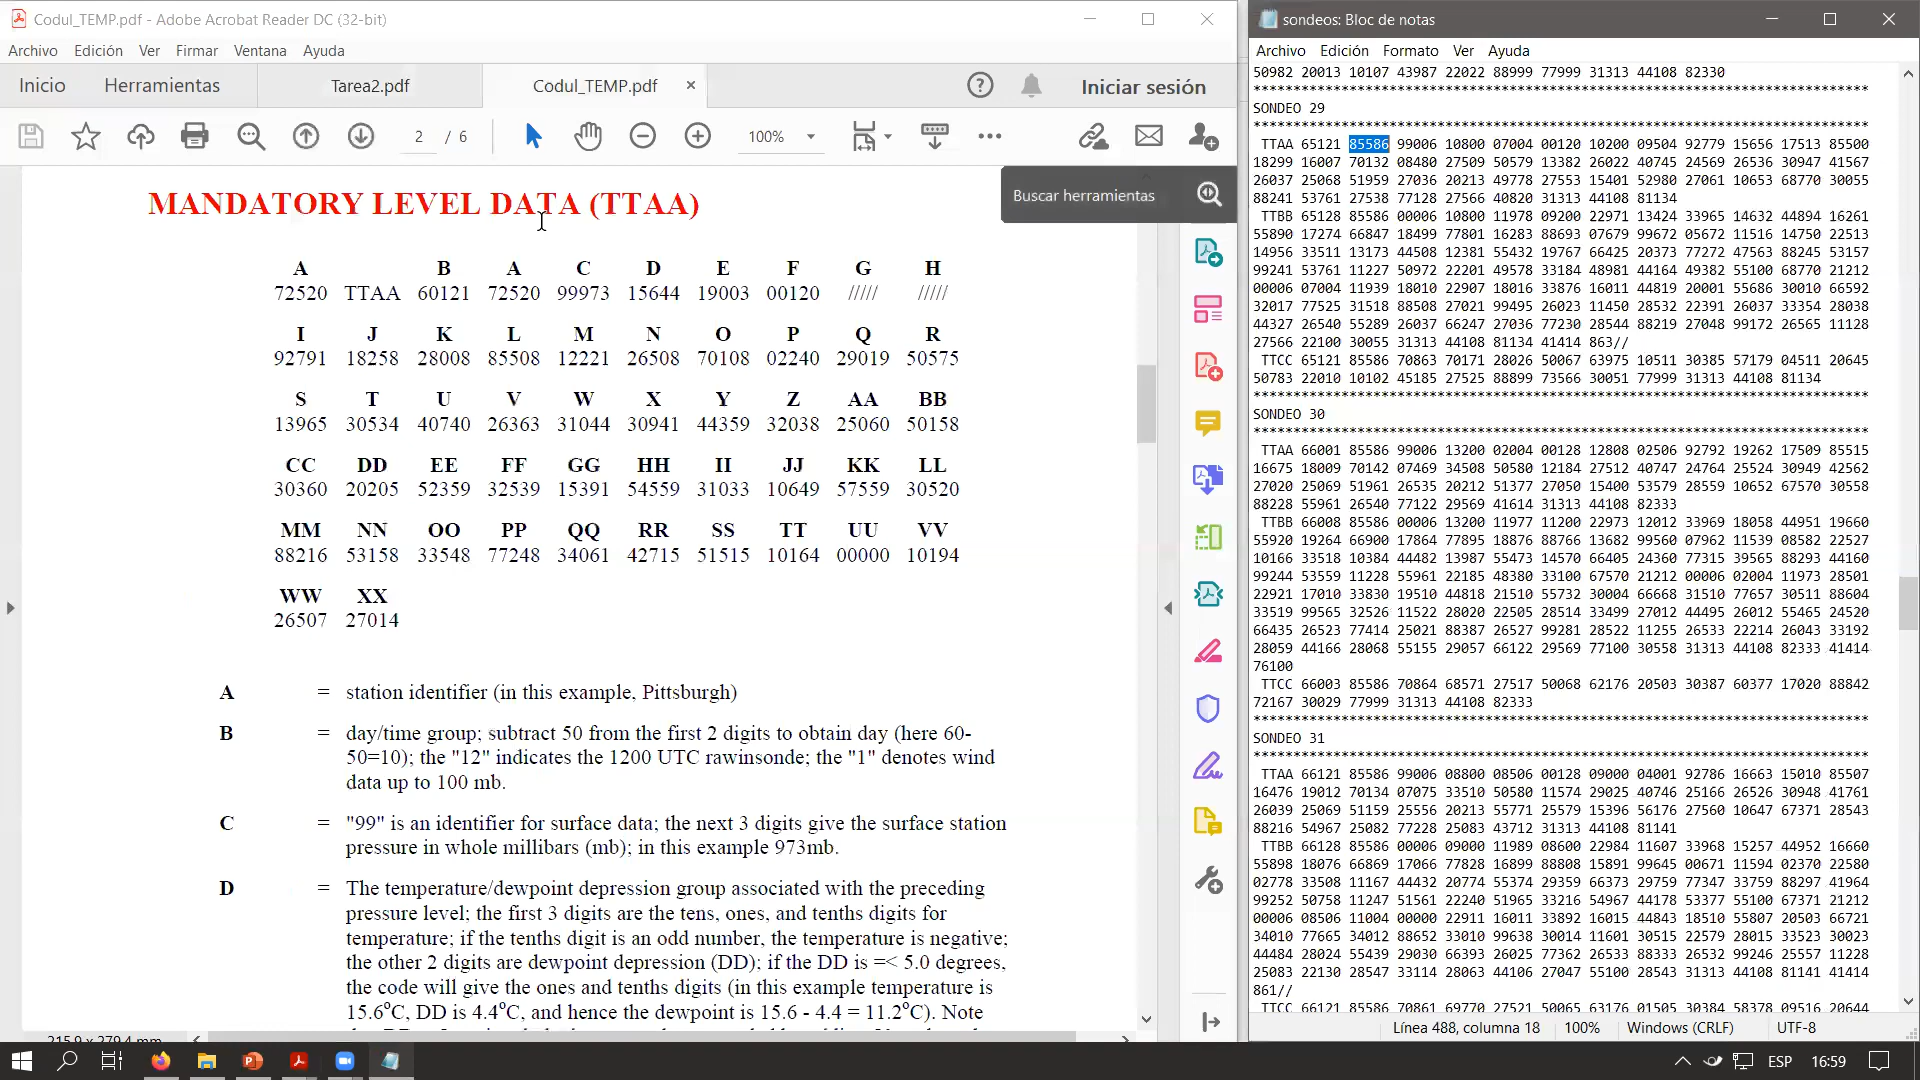 Codul_TEMP.pdf - Adobe Acrobat Reader DC (32-bit)
Archivo Edición Ver Firmar Ventana Ayuda
Inicio Herramientas Tarea2.pdf Codul_TEMP.pdf Iniciar sesión
2 / 6 100%
Buscar herramientas
MANDATORY LEVEL DATA (TTAA)
A B A C D E F G H
72520 TTAA 60121 72520 99973 15644 19003 00120 ///// /////
I J K L M N O P Q R
92791 18258 28008 85508 12221 26508 70108 02240 29019 50575
S T U V W X Y Z AA BB
13965 30534 40740 26363 31044 30941 44359 32038 25060 50158
CC DD EE FF GG HH II JJ KK LL
30360 20205 52359 32539 15391 54559 31033 10649 57559 30520
MM NN OO PP QQ RR SS TT UU VV
88216 53158 33548 77248 34061 42715 51515 10164 00000 10194
WW XX
26507 27014
A = station identifier (in this example, Pittsburgh)
B = day/time group; subtract 50 from the first 2 digits to obtain day (here 60-
50=10); the "12" indicates the 1200 UTC rawinsonde; the "1" denotes wind
data up to 100 mb.
C = "99" is an identifier for surface data; the next 3 digits give the surface station
pressure in whole millibars (mb); in this example 973mb.
D = The temperature/dewpoint depression group associated with the preceding
pressure level; the first 3 digits are the tens, ones, and tenths digits for
temperature; if the tenths digit is an odd number, the temperature is negative;
the other 2 digits are dewpoint depression (DD); if the DD is =< 5.0 degrees,
the code will give the ones and tenths digits (in this example temperature is
15.6°C, DD is 4.4°C, and hence the dewpoint is 15.6 - 4.4 = 11.2°C). Note
215,9 x 279,4 mm
sondeos: Bloc de notas
Archivo Edición Formato Ver Ayuda
50982 20013 10107 43987 22022 88999 77999 31313 44108 82330
*****************************************************************************
SONDEO 29
*****************************************************************************
TTAA 65121 85586 99006 10800 07004 00120 10200 09504 92779 15656 17513 85500
18299 16007 70132 08480 27509 50579 13382 26022 40745 24569 26536 30947 41567
26037 25068 51959 27036 20213 49778 27553 15401 52980 27061 10653 68770 30055
88241 53761 27538 77128 27566 40820 31313 44108 81134
TTBB 65128 85586 00006 10800 11978 09200 22971 13424 33965 14632 44894 16261
55890 17274 66847 18499 77801 16283 88693 07679 99672 05672 11516 14750 22513
14956 33511 13173 44508 12381 55432 19767 66425 20373 77272 47563 88245 53157
99241 53761 11227 50972 22201 49578 33184 48981 44164 49382 55100 68770 21212
00006 07004 11939 18010 22907 18016 33876 16011 44819 20001 55686 30010 66592
32017 77525 31518 88508 27021 99495 26023 11450 28532 22391 26037 33354 28038
44327 26540 55289 26037 66247 27036 77230 28544 88219 27048 99172 26565 11128
27566 22100 30055 31313 44108 81134 41414 863//
TTCC 65121 85586 70863 70171 28026 50067 63975 10511 30385 57179 04511 20645
50783 22010 10102 45185 27525 88899 73566 30051 77999 31313 44108 81134
*****************************************************************************
SONDEO 30
*****************************************************************************
TTAA 66001 85586 99006 13200 02004 00120 12808 02506 92792 19262 17509 85515
16675 18009 70142 07469 34508 50580 12184 27512 40747 24764 25524 30949 42562
27020 25069 51961 26535 20212 51377 27050 15400 53579 28559 10652 67570 30558
88228 55961 26540 77122 29569 41614 31313 44108 82333
TTBB 66008 85586 00006 13200 11977 11200 22973 12012 33969 18058 44951 19660
55920 19264 66900 17864 77895 18876 88766 13682 99560 07962 11539 08582 22527
10166 33518 10384 44482 13987 55473 14570 66405 24360 77315 39565 88293 44160
99244 53559 11228 55961 22185 48380 33100 67570 21212 00006 02004 11973 28501
22921 17010 33830 19510 44818 21510 55732 30004 66668 31510 77657 30511 88604
33519 99565 32526 11522 28020 22505 28514 33499 27012 44495 26012 55465 24520
66435 26523 77414 25021 88387 26527 99281 28522 11255 26533 22214 26043 33192
28059 44166 28068 55155 29057 66122 29569 77100 30558 31313 44108 82333 41414
76100
TTCC 66003 85586 70864 68571 27517 50068 62176 20503 30387 60377 17020 88842
72167 30029 77999 31313 44108 82333
*****************************************************************************
SONDEO 31
*****************************************************************************
TTAA 66121 85586 99006 08800 08506 00128 09000 04001 92786 16663 15010 85507
16476 19012 70134 07075 33510 50580 11574 29025 40746 25166 26526 30948 41761
26039 25069 51159 25556 20213 55771 25579 15396 56176 27560 10647 67371 28543
88216 54967 25082 77228 25083 43712 31313 44108 81141
TTBB 66128 85586 00006 09000 11989 08600 22984 11607 33968 15257 44952 16660
55898 18076 66869 17066 77828 16899 88808 15891 99645 00671 11594 02370 22580
02778 33508 11167 44432 20774 55374 29359 66373 29759 77347 33759 88297 41964
99252 50758 11247 51561 22240 51965 33216 54967 44178 53377 55100 67371 21212
00006 08506 11004 00000 22911 16011 33892 16015 44843 18510 55807 20503 66721
34010 77665 34012 88652 33010 99638 30014 11601 30515 22579 28015 33523 30023
44484 28024 55439 29030 66393 26025 77362 26533 88333 26532 99246 25557 11228
25083 22130 28547 33114 28063 44106 27047 55100 28543 31313 44108 81141 41414
861//
TTCC 66121 85586 70861 69770 27521 50065 63176 01505 30384 58378 09516 20644
Línea 488, columna 18 100% Windows (CRLF) UTF-8
ESP 16:59